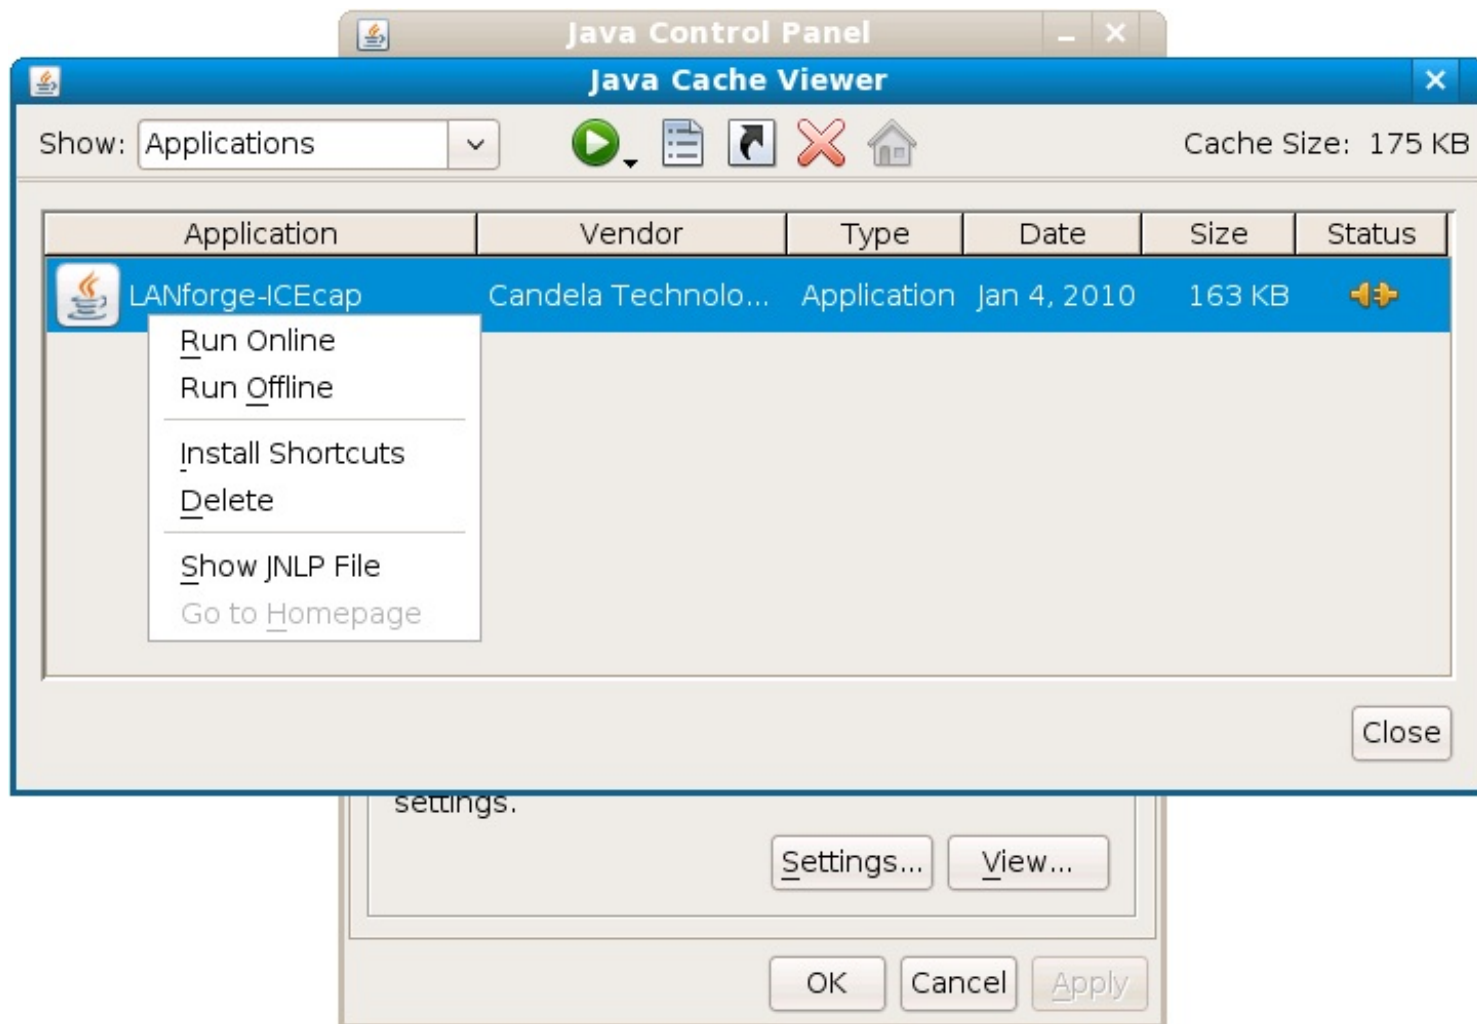 Java Control Panel
Java Cache Viewer
Show: Applications Cache Size: 175 KB
Application Vendor Type Date Size Status
LANforge-ICEcap Candela Technolo... Application Jan 4, 2010 163 KB
Run Online
Run Offline
Install Shortcuts
Delete
Show JNLP File
Go to Homepage
Close
settings.
Settings... View...
OK Cancel Apply